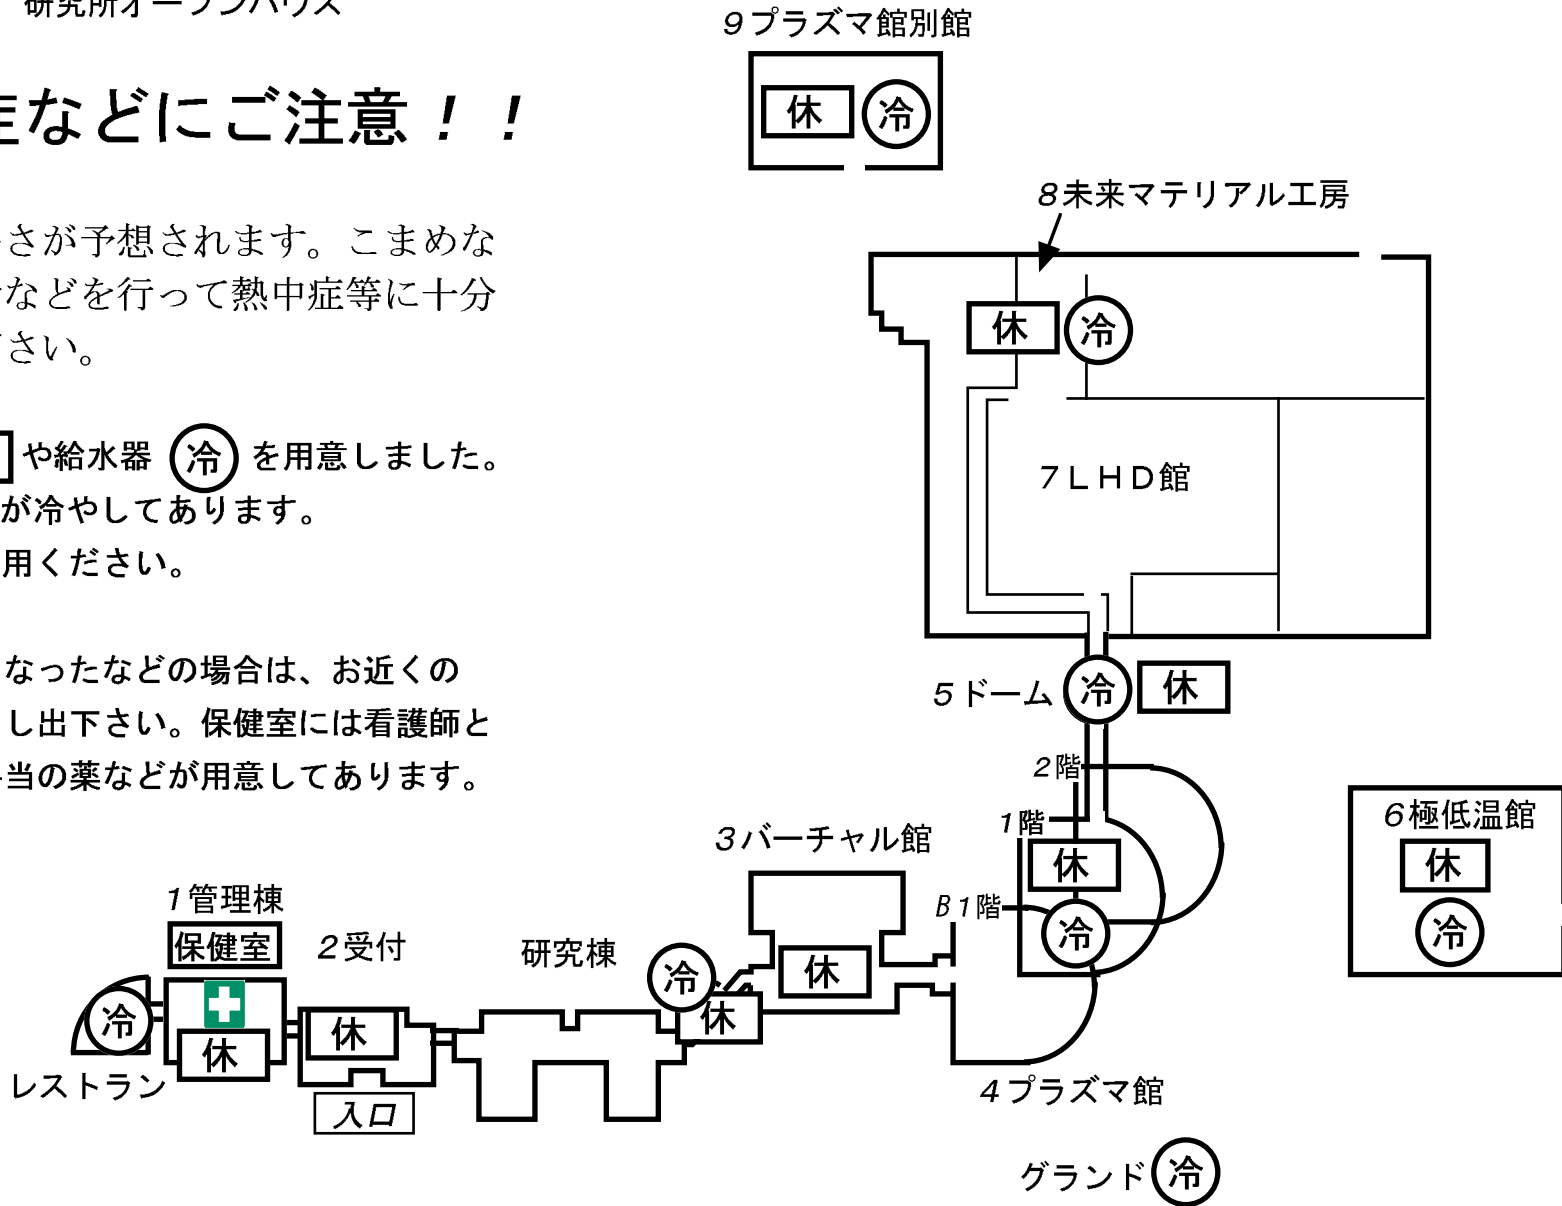 研究所オープンハウス
症などにご注意！！
さが予想されます。こまめな
などを行って熱中症等に十分
さい。
や給水器 冷 を用意しました。
が冷やしてあります。
用ください。
なったなどの場合は、お近くの
し出下さい。保健室には看護師と
当の薬などが用意してあります。
9プラズマ館別館
休 冷
8未来マテリアル工房
休 冷
7LHD館
5ドーム 冷 休
2階
1階
休
B1階
冷
4プラズマ館
6極低温館
休
冷
3バーチャル館
休
研究棟
冷
休
2受付
休
入口
1管理棟
保健室
休
冷
レストラン
グランド 冷